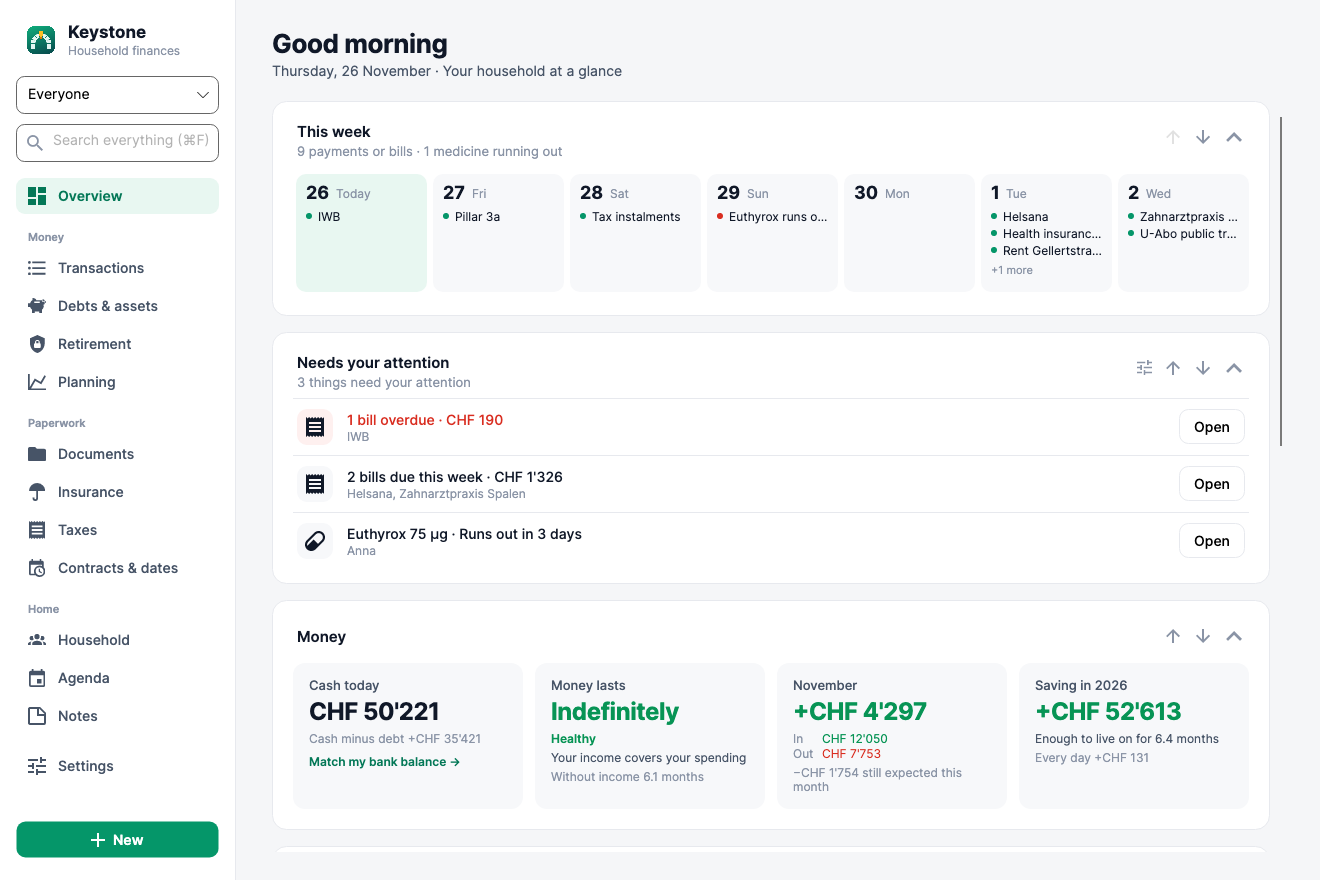 Keystone
Household finances
Everyone
Search everything (⌘F)
Overview
Money
Transactions
Debts & assets
Retirement
Planning
Paperwork
Documents
Insurance
Taxes
Contracts & dates
Home
Household
Agenda
Notes
Settings
New
Good morning
Thursday, 26 November · Your household at a glance
This week
9 payments or bills · 1 medicine running out
26 Today
IWB
27 Fri
Pillar 3a
28 Sat
Tax instalments
29 Sun
Euthyrox runs o...
30 Mon
1 Tue
Helsana
Health insuranc...
Rent Gellertstra...
+1 more
2 Wed
Zahnarztpraxis ...
U-Abo public tr...
Needs your attention
3 things need your attention
1 bill overdue · CHF 190
IWB
Open
2 bills due this week · CHF 1'326
Helsana, Zahnarztpraxis Spalen
Open
Euthyrox 75 µg · Runs out in 3 days
Anna
Open
Money
Cash today
CHF 50'221
Cash minus debt +CHF 35'421
Match my bank balance →
Money lasts
Indefinitely
Healthy
Your income covers your spending
Without income 6.1 months
November
+CHF 4'297
In CHF 12'050
Out CHF 7'753
−CHF 1'754 still expected this
month
Saving in 2026
+CHF 52'613
Enough to live on for 6.4 months
Every day +CHF 131